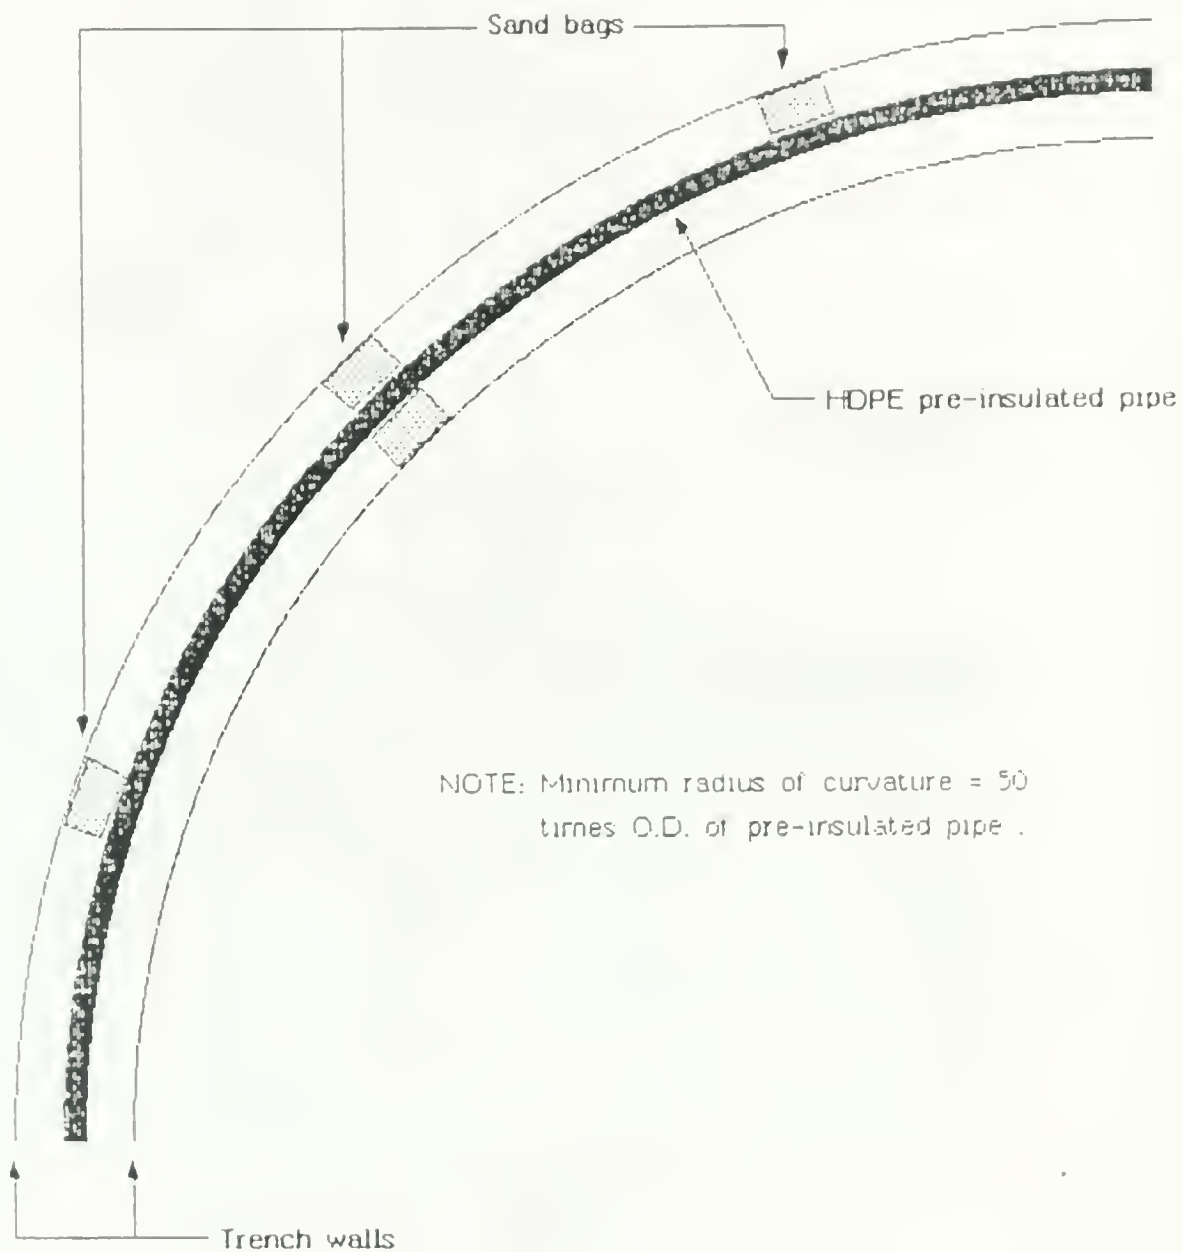 Sand bags
HDPE pre-insulated pipe
NOTE: Minimum radius of curvature = 50
times O.D. of pre-insulated pipe .
Trench walls